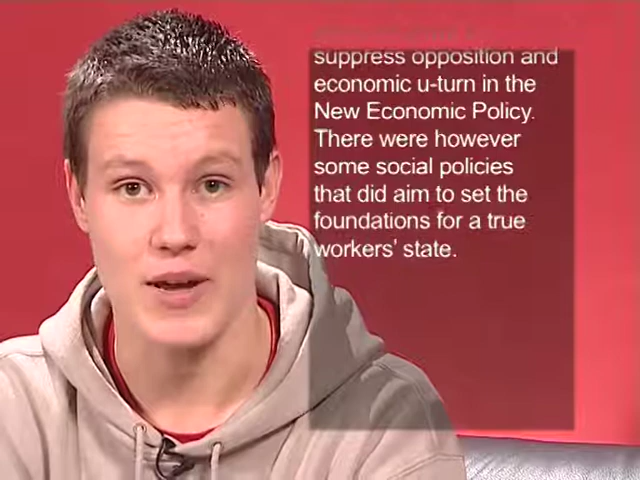 suppress opposition and
economic u-turn in the
New Economic Policy.
There were however
some social policies
that did aim to set the
foundations for a true
workers' state.